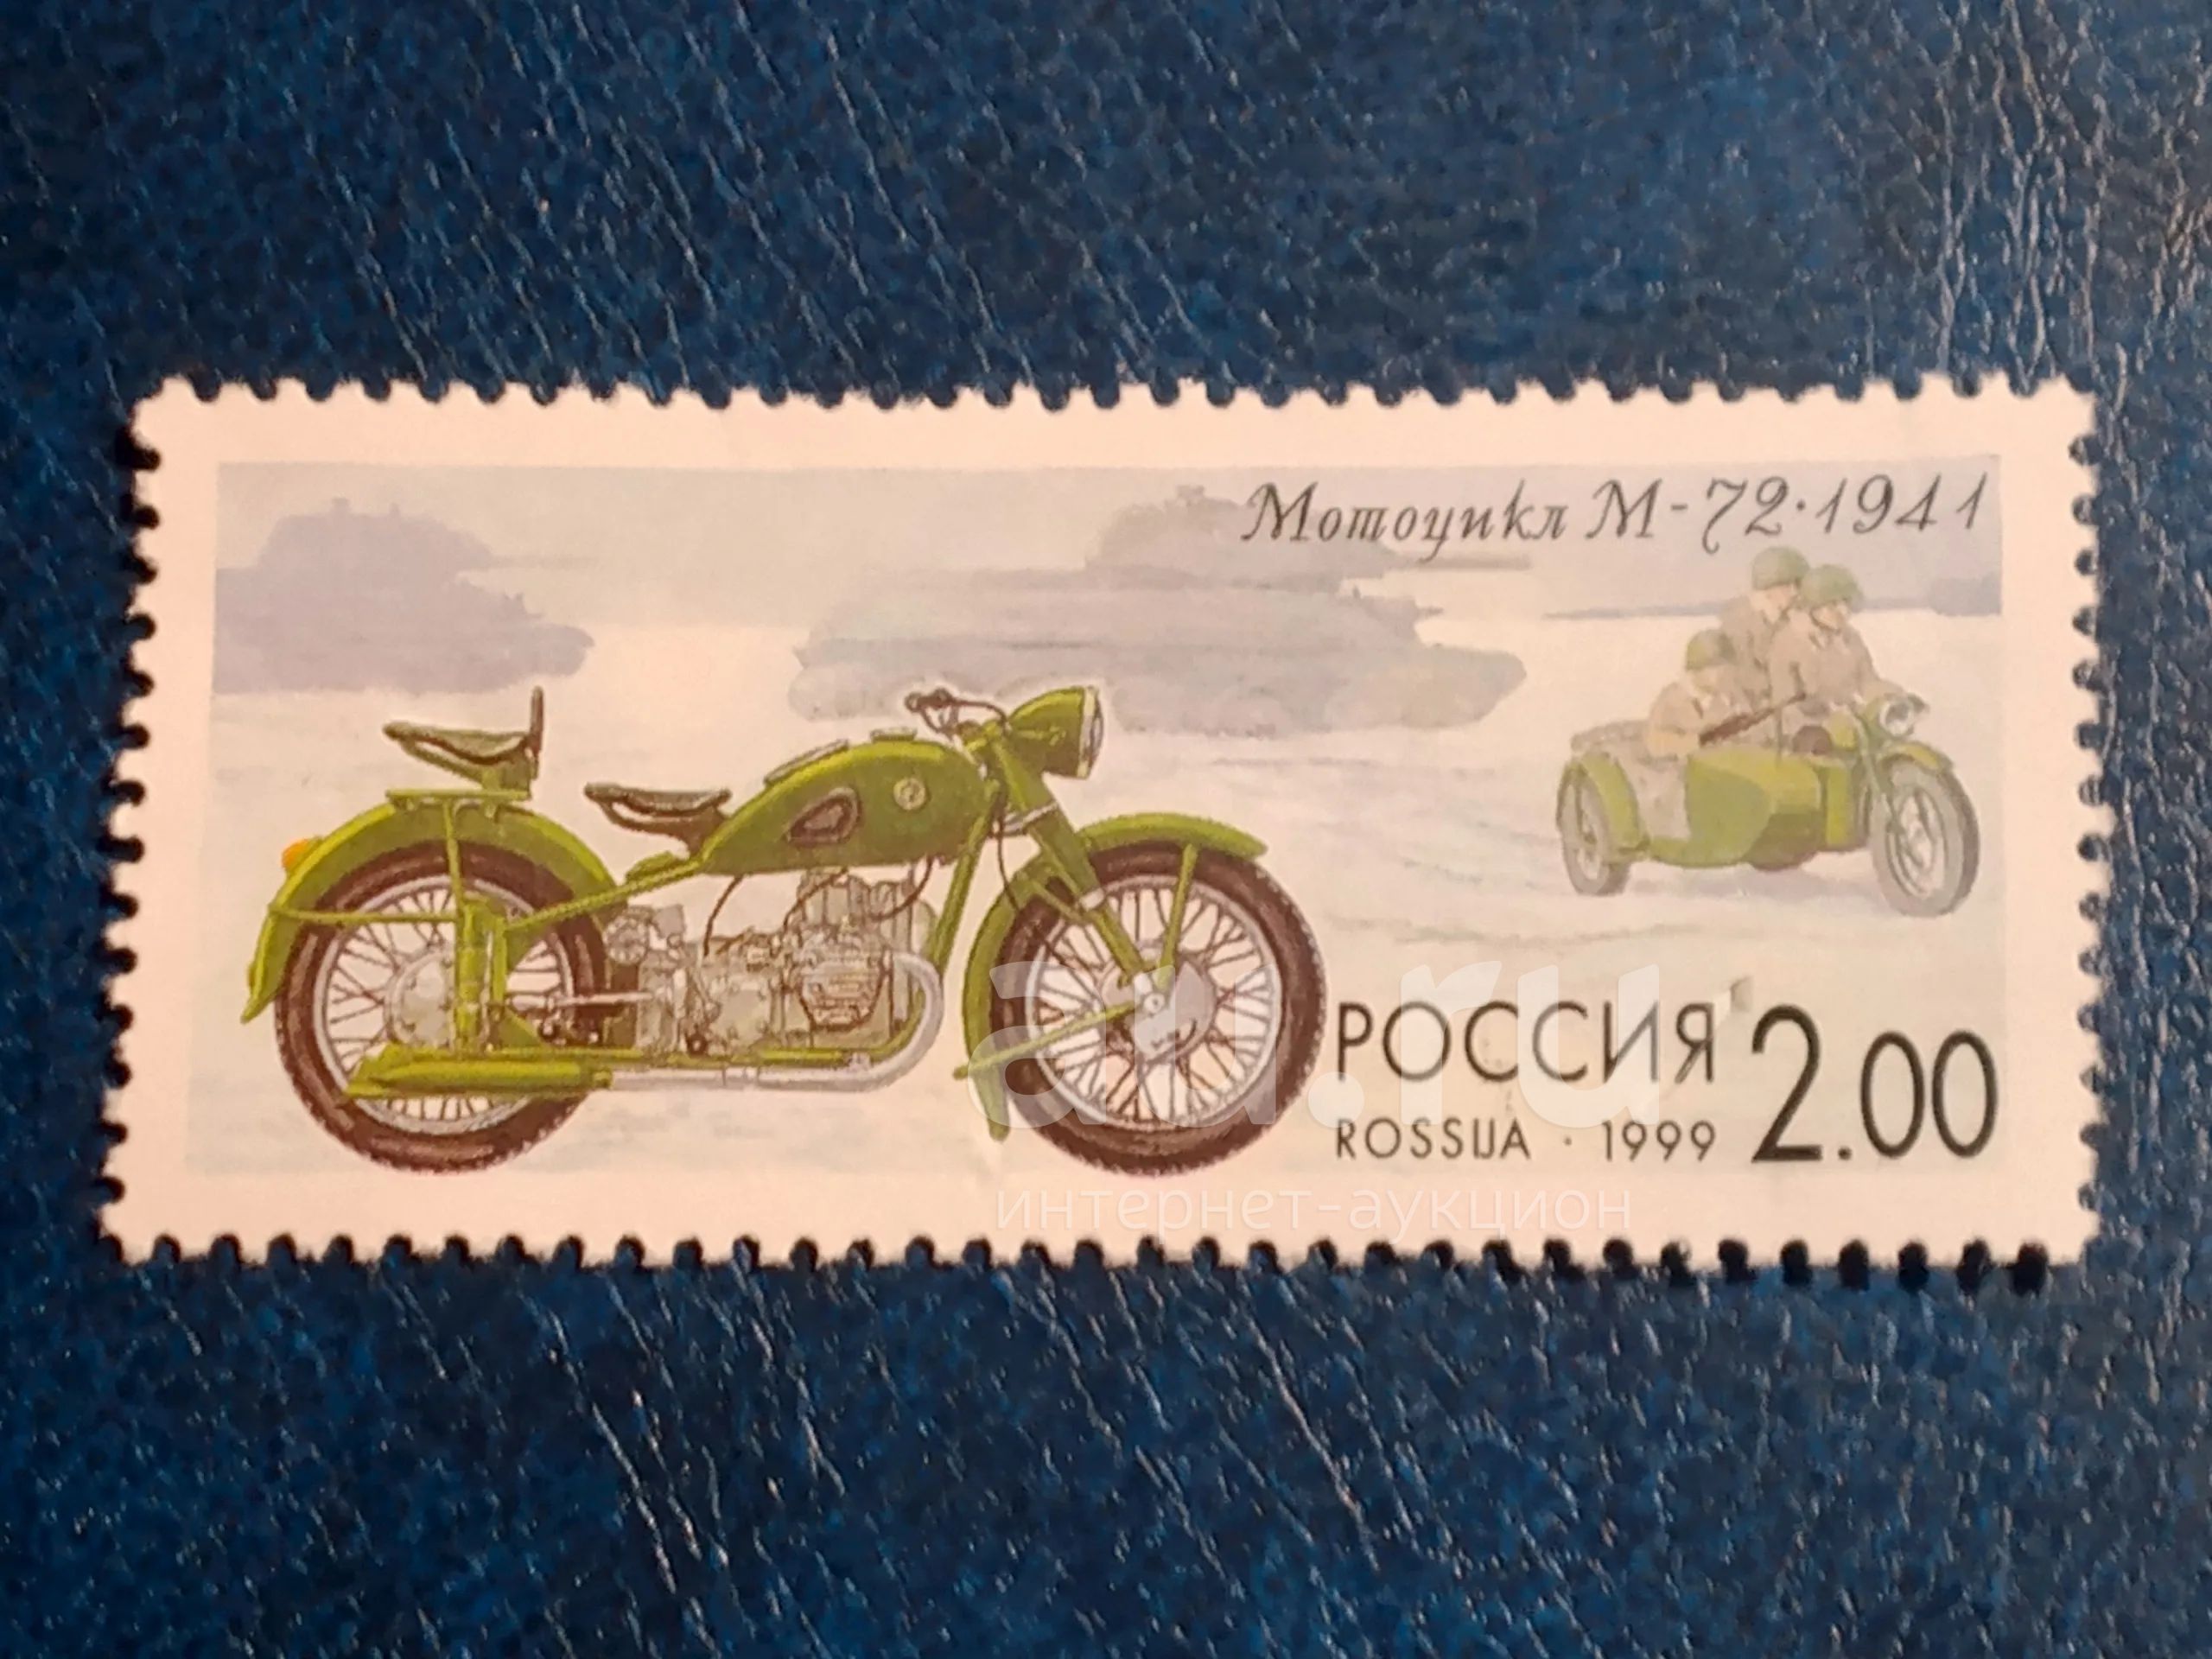 Мотоцикл М-72·1941
РОССИЯ 2.00
ROSSIJA · 1999
au.ru
интернет-аукцион